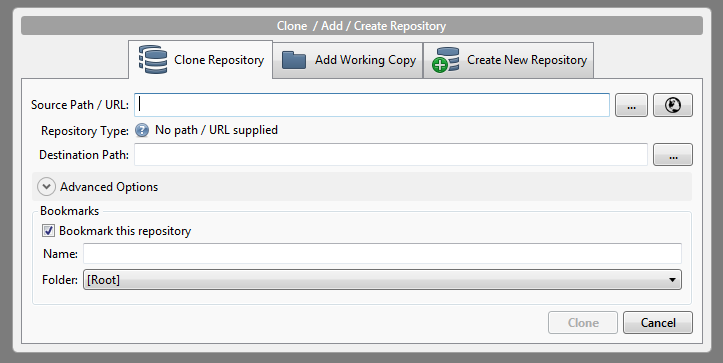 Clone / Add / Create Repository
Clone Repository Add Working Copy Create New Repository
Source Path / URL: ...
Repository Type: ? No path / URL supplied
Destination Path: ...
Advanced Options
Bookmarks
Bookmark this repository
Name:
Folder: [Root]
Clone Cancel